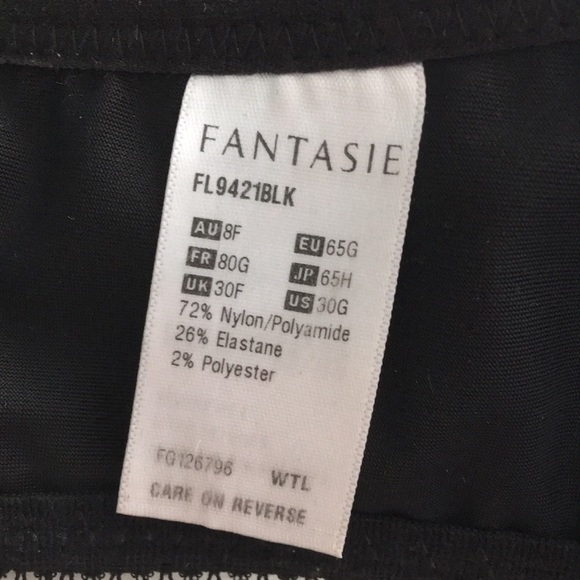 FANTASIE
FL9421BLK
AU 8F EU 65G
FR 80G JP 65H
UK 30F US 30G
72% Nylon/Polyamide
26% Elastane
2% Polyester
FG126796 WTL
CARE ON REVERSE